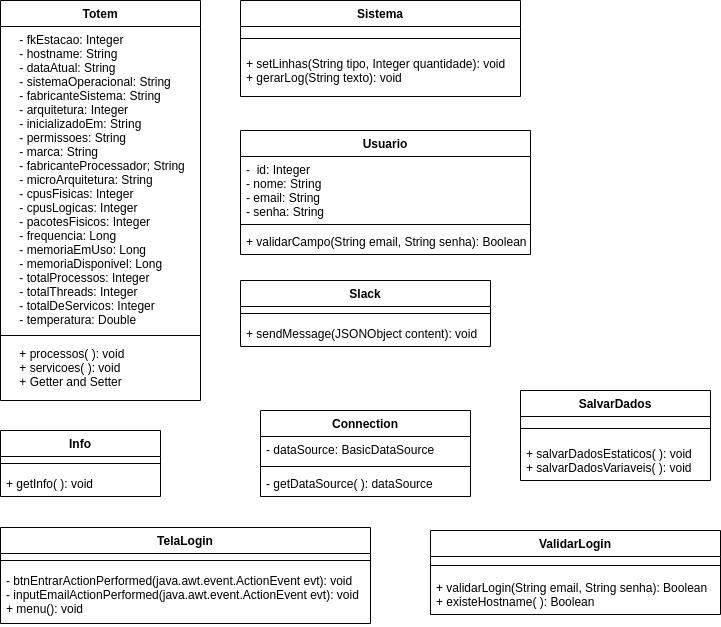 Totem
- fkEstacao: Integer
- hostname: String
- dataAtual: String
- sistemaOperacional: String
- fabricanteSistema: String
- arquitetura: Integer
- inicializadoEm: String
- permissoes: String
- marca: String
- fabricanteProcessador; String
- microArquitetura: String
- cpusFisicas: Integer
- cpusLogicas: Integer
- pacotesFisicos: Integer
- frequencia: Long
- memoriaEmUso: Long
- memoriaDisponivel: Long
- totalProcessos: Integer
- totalThreads: Integer
- totalDeServicos: Integer
- temperatura: Double
+ processos( ): void
+ servicoes( ): void
+ Getter and Setter
Sistema
+ setLinhas(String tipo, Integer quantidade): void
+ gerarLog(String texto): void
Usuario
- id: Integer
- nome: String
- email: String
- senha: String
+ validarCampo(String email, String senha): Boolean
Slack
+ sendMessage(JSONObject content): void
Info
+ getInfo( ): void
Connection
- dataSource: BasicDataSource
- getDataSource( ): dataSource
SalvarDados
+ salvarDadosEstaticos( ): void
+ salvarDadosVariaveis( ): void
TelaLogin
- btnEntrarActionPerformed(java.awt.event.ActionEvent evt): void
- inputEmailActionPerformed(java.awt.event.ActionEvent evt): void
+ menu(): void
ValidarLogin
+ validarLogin(String email, String senha): Boolean
+ existeHostname( ): Boolean